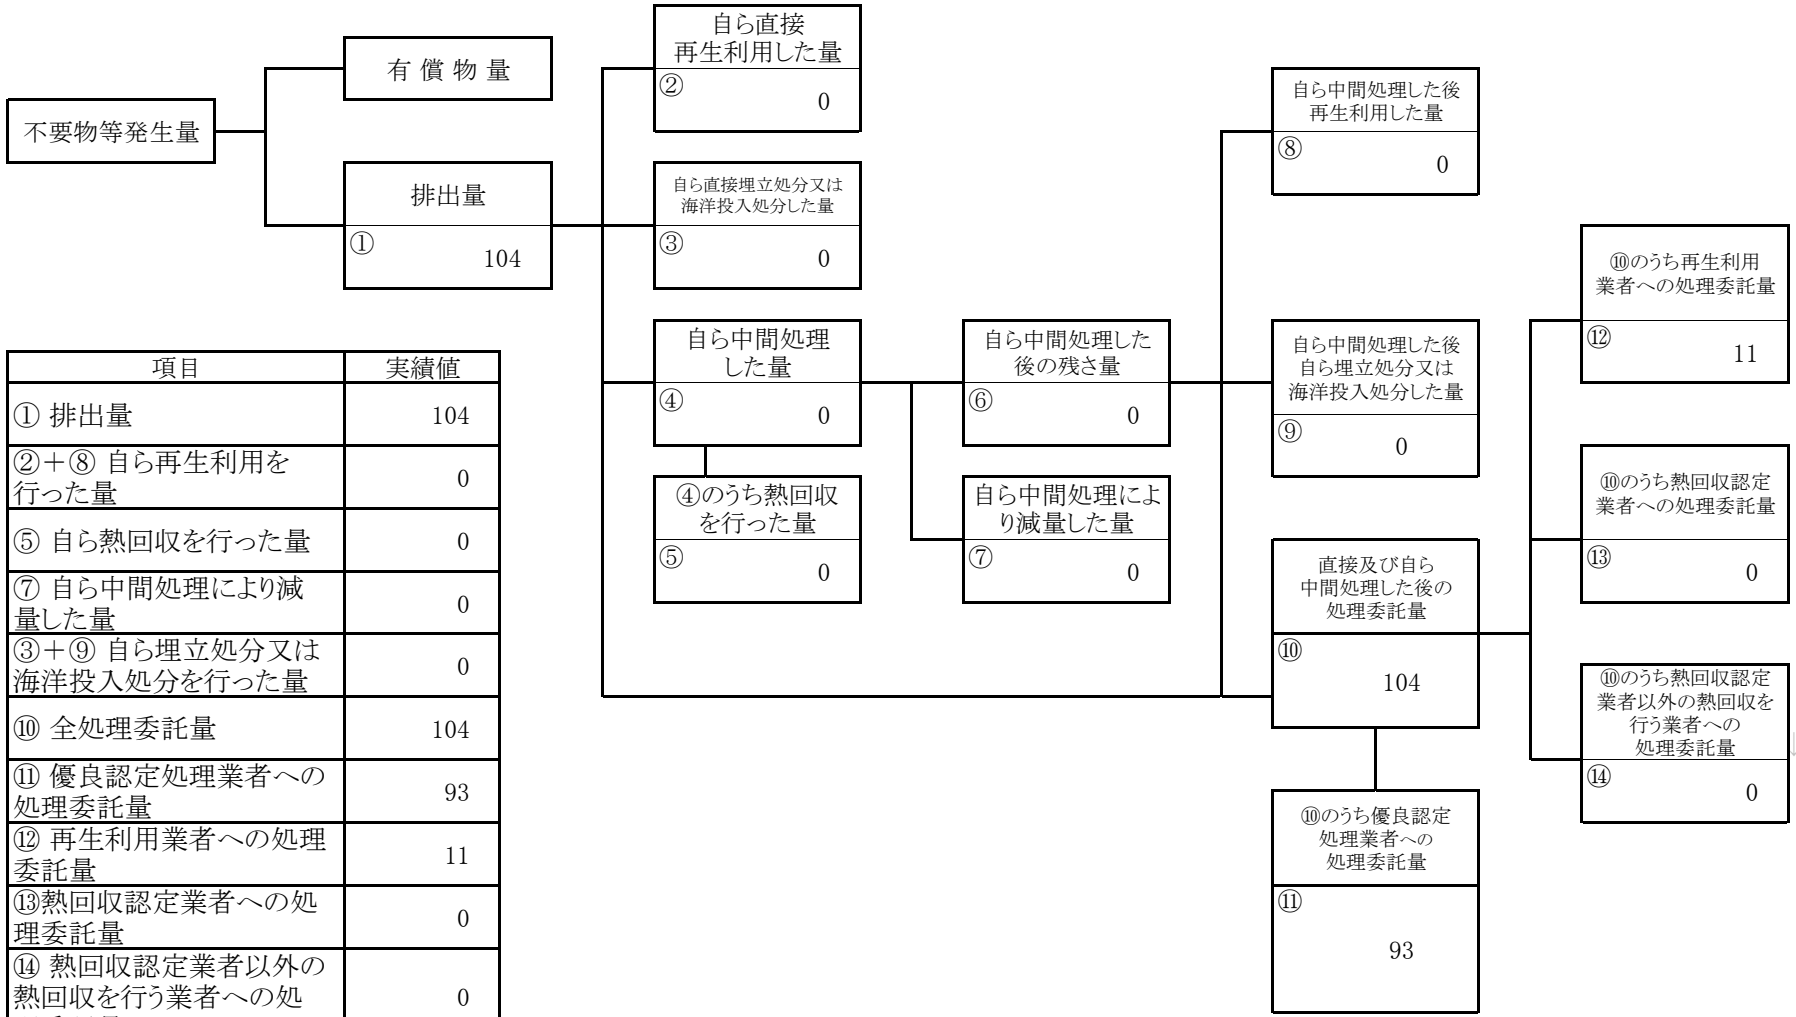 不要物等発生量
有 償 物 量
排出量
①
104
自ら直接
再生利用した量
②
0
自ら直接埋立処分又は
海洋投入処分した量
③
0
自ら中間処理
した量
④
0
④のうち熱回収
を行った量
⑤
0
自ら中間処理した
後の残さ量
⑥
0
自ら中間処理によ
り減量した量
⑦
0
自ら中間処理した後
再生利用した量
⑧
0
自ら中間処理した後
自ら埋立処分又は
海洋投入処分した量
⑨
0
直接及び自ら
中間処理した後の
処理委託量
⑩
104
⑩のうち優良認定
処理業者への
処理委託量
⑪
93
⑩のうち再生利用
業者への処理委託量
⑫
11
⑩のうち熱回収認定
業者への処理委託量
⑬
0
⑩のうち熱回収認定
業者以外の熱回収を
行う業者への
処理委託量
⑭
0
↓
項目 実績値
① 排出量 104
②+⑧ 自ら再生利用を
行った量 0
⑤ 自ら熱回収を行った量 0
⑦ 自ら中間処理により減
量した量 0
③+⑨ 自ら埋立処分又は
海洋投入処分を行った量 0
⑩ 全処理委託量 104
⑪ 優良認定処理業者への
処理委託量 93
⑫ 再生利用業者への処理
委託量 11
⑬熱回収認定業者への処
理委託量 0
⑭ 熱回収認定業者以外の
熱回収を行う業者への処 0